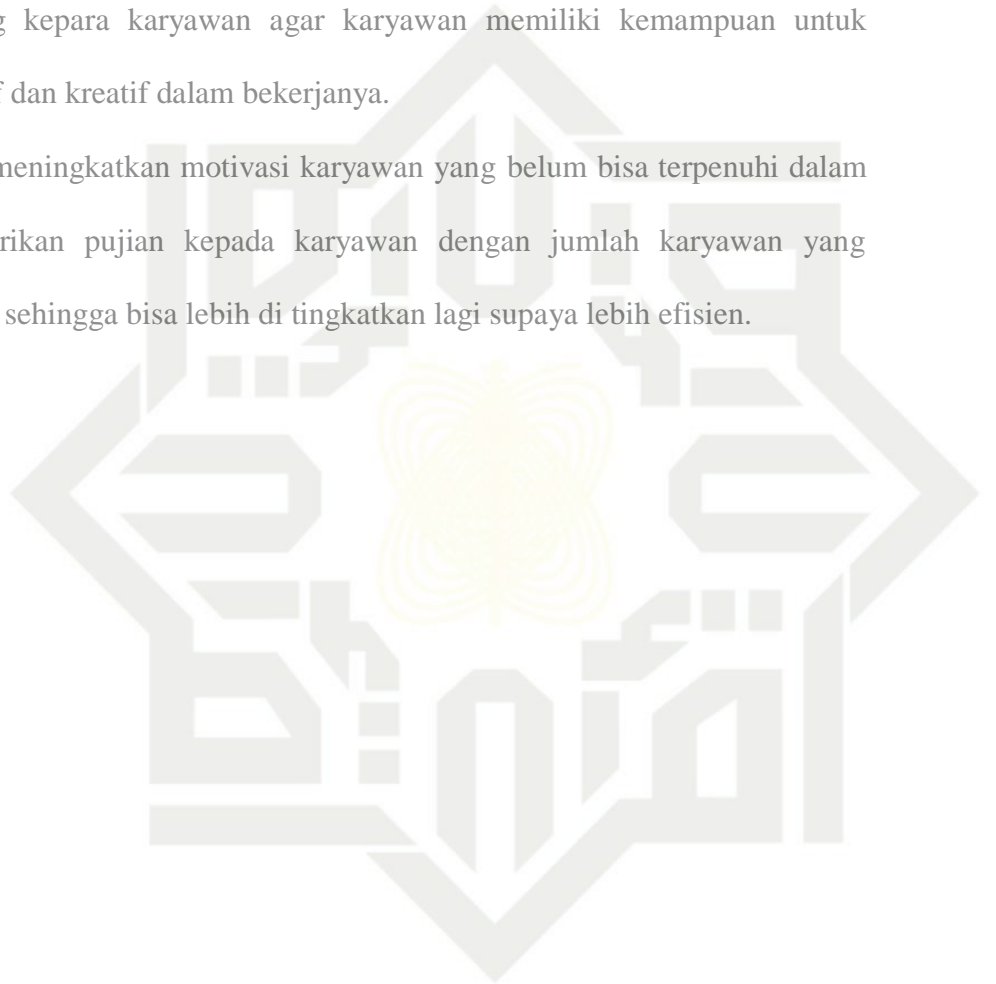 kepara karyawan agar karyawan memiliki kemampuan untuk
dan kreatif dalam bekerjanya.
meningkatkan motivasi karyawan yang belum bisa terpenuhi dalam
rikan pujian kepada karyawan dengan jumlah karyawan yang
sehingga bisa lebih di tingkatkan lagi supaya lebih efisien.